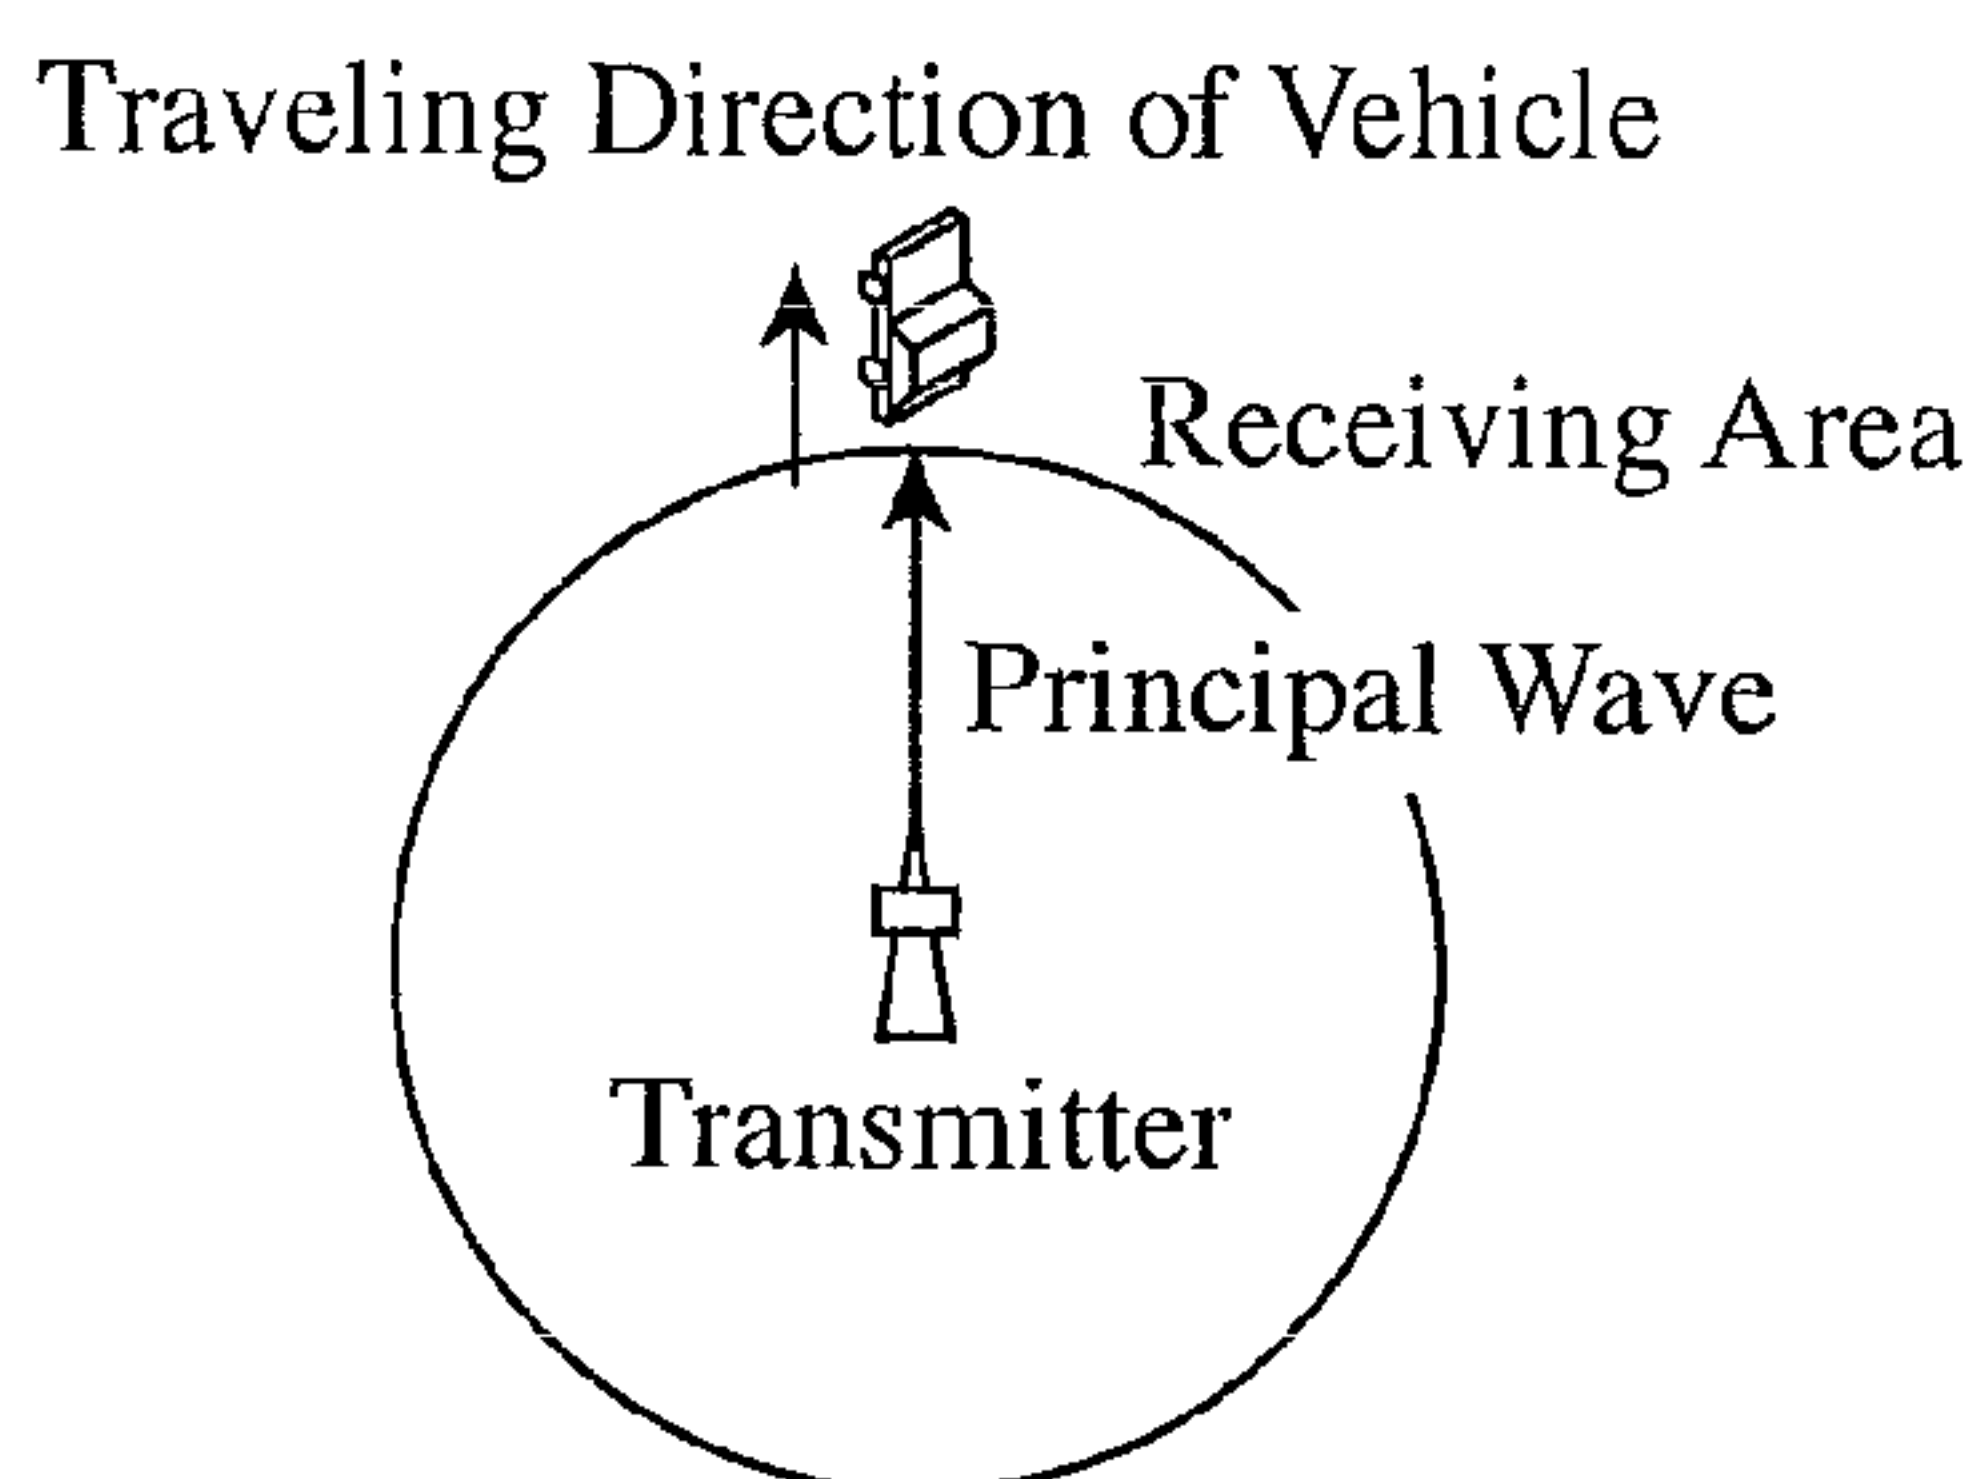 Traveling Direction of Vehicle
Receiving Area
Principal Wave
Transmitter